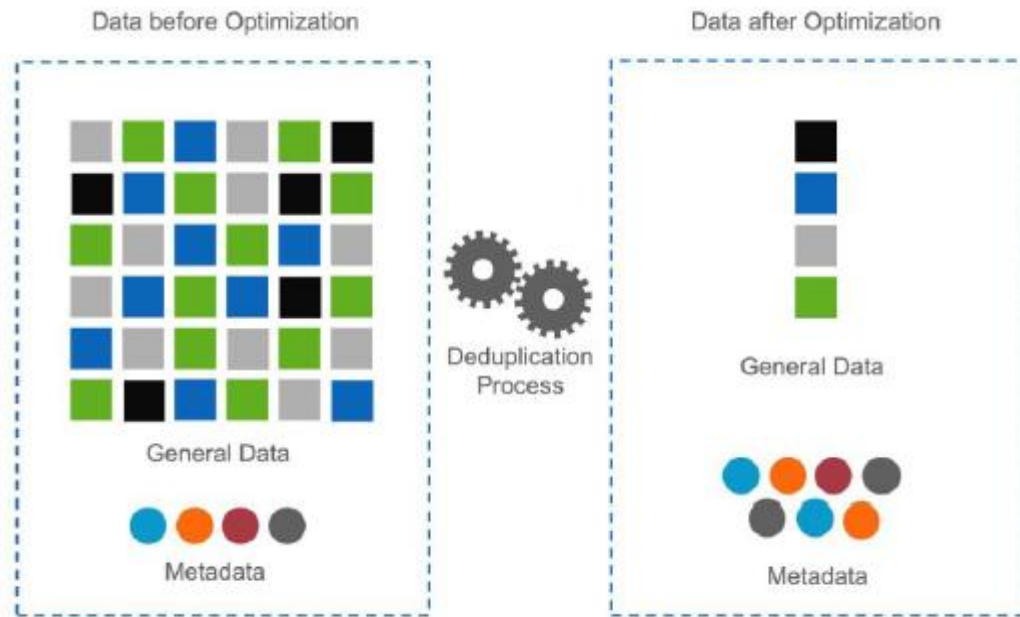 Data before Optimization
Data after Optimization
Deduplication
Process
General Data
General Data
Metadata
Metadata